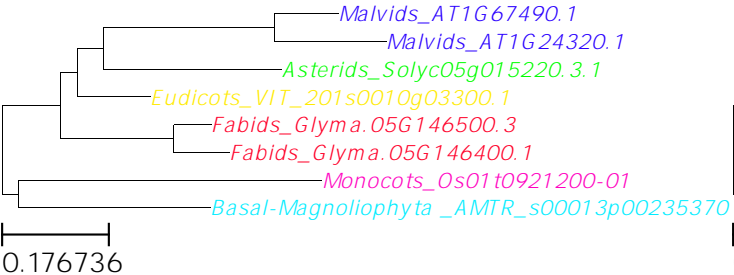 Malvids_AT1G67490.1
Malvids_AT1G24320.1
Asterids_Solyc05g015220.3.1
Eudicots_VIT_201s0010g03300.1
Fabids_Glyma.05G146500.3
Fabids_Glyma.05G146400.1
Monocots_Os01t0921200-01
Basal-Magnoliophyta_AMTR_s00013p00235370
0.176736